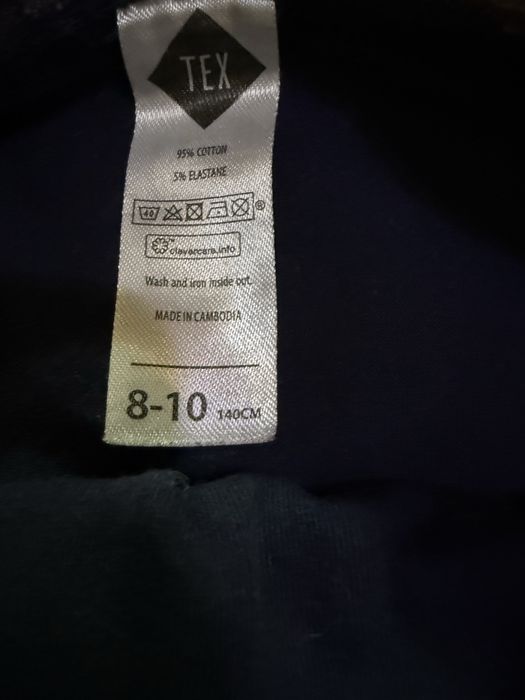 TEX
95% COTTON
5% ELASTANE
40 ®
clevercare.info
Wash and iron inside out.
MADE IN CAMBODIA
8-10 140CM